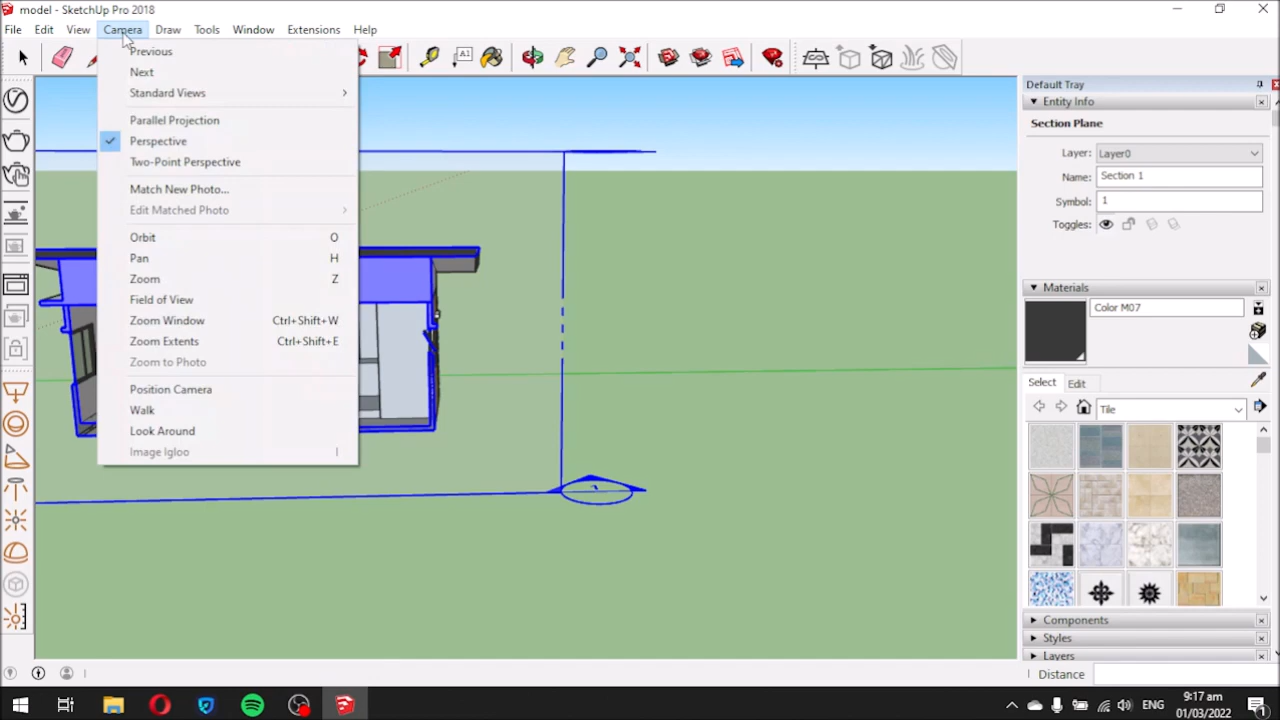 model - SketchUp Pro 2018
File Edit View Camera Draw Tools Window Extensions Help
Previous
Next
Standard Views
Parallel Projection
Perspective
Two-Point Perspective
Match New Photo...
Edit Matched Photo
Orbit O
Pan H
Zoom Z
Field of View
Zoom Window Ctrl+Shift+W
Zoom Extents Ctrl+Shift+E
Zoom to Photo
Position Camera
Walk
Look Around
Image Igloo I
A1
1
Default Tray
Entity Info
Section Plane
Layer: Layer0
Name: Section 1
Symbol: 1
Toggles:
Materials
Color M07
Select Edit
Tile
Components
Styles
Layers
Distance
ENG
9:17 am
01/03/2022
1